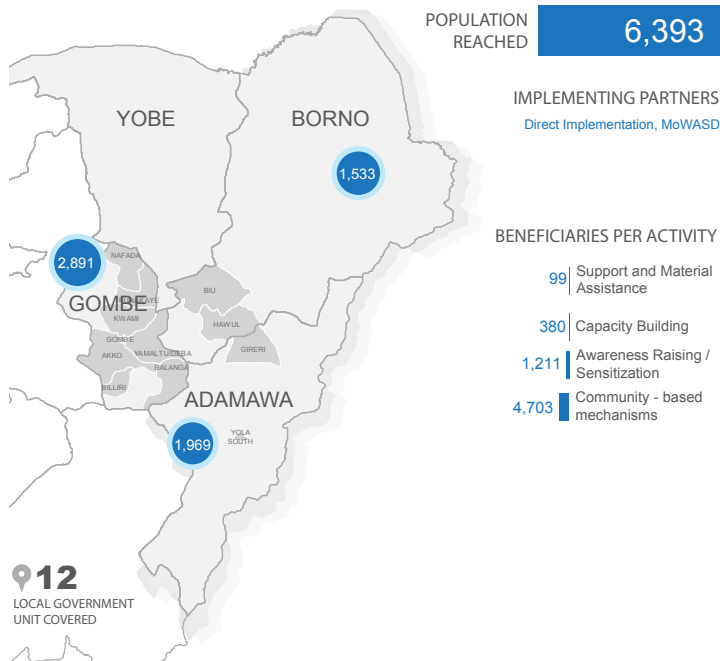 POPULATION
REACHED
6,393
IMPLEMENTING PARTNERS
Direct Implementation, MoWASD
YOBE
BORNO
1,533
2,891
NAFADA
GOMBE
KWAMI
BIU
HAWUL
GOMBE
AKKO
YAMALTU/DEBA
BALANGA
BILLIRI
GIRERI
ADAMAWA
YOLA
SOUTH
1,969
BENEFICIARIES PER ACTIVITY
99 Support and Material
Assistance
380 Capacity Building
1,211 Awareness Raising /
Sensitization
4,703 Community - based
mechanisms
12
LOCAL GOVERNMENT
UNIT COVERED